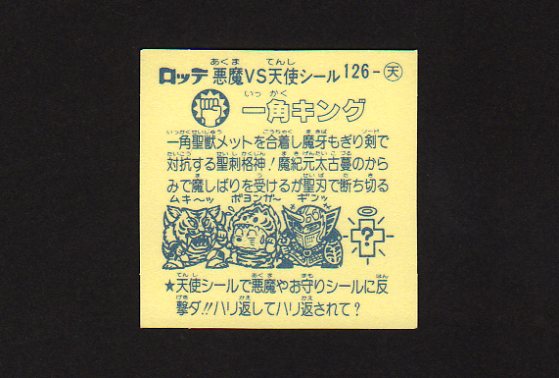 ロッテ 悪魔VS天使シール 126-天
一角キング
一角聖獣メットを合着し魔牙もぎり剣で
対抗する聖刺格神!魔紀元太古蔓のから
みで魔しばりを受けるが聖刃で断ち切る
ムキ〜ッ ボヨンガ〜 ギンッ
?
★天使シールで悪魔やお守りシールに反
撃ダ!!ハリ返してハリ返されて?